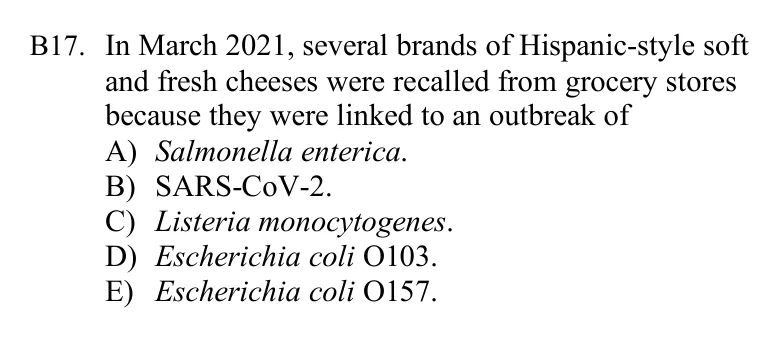 B17. In March 2021, several brands of Hispanic-style soft
and fresh cheeses were recalled from grocery stores
because they were linked to an outbreak of
A) Salmonella enterica.
B) SARS-CoV-2.
C) Listeria monocytogenes.
D) Escherichia coli O103.
E) Escherichia coli O157.